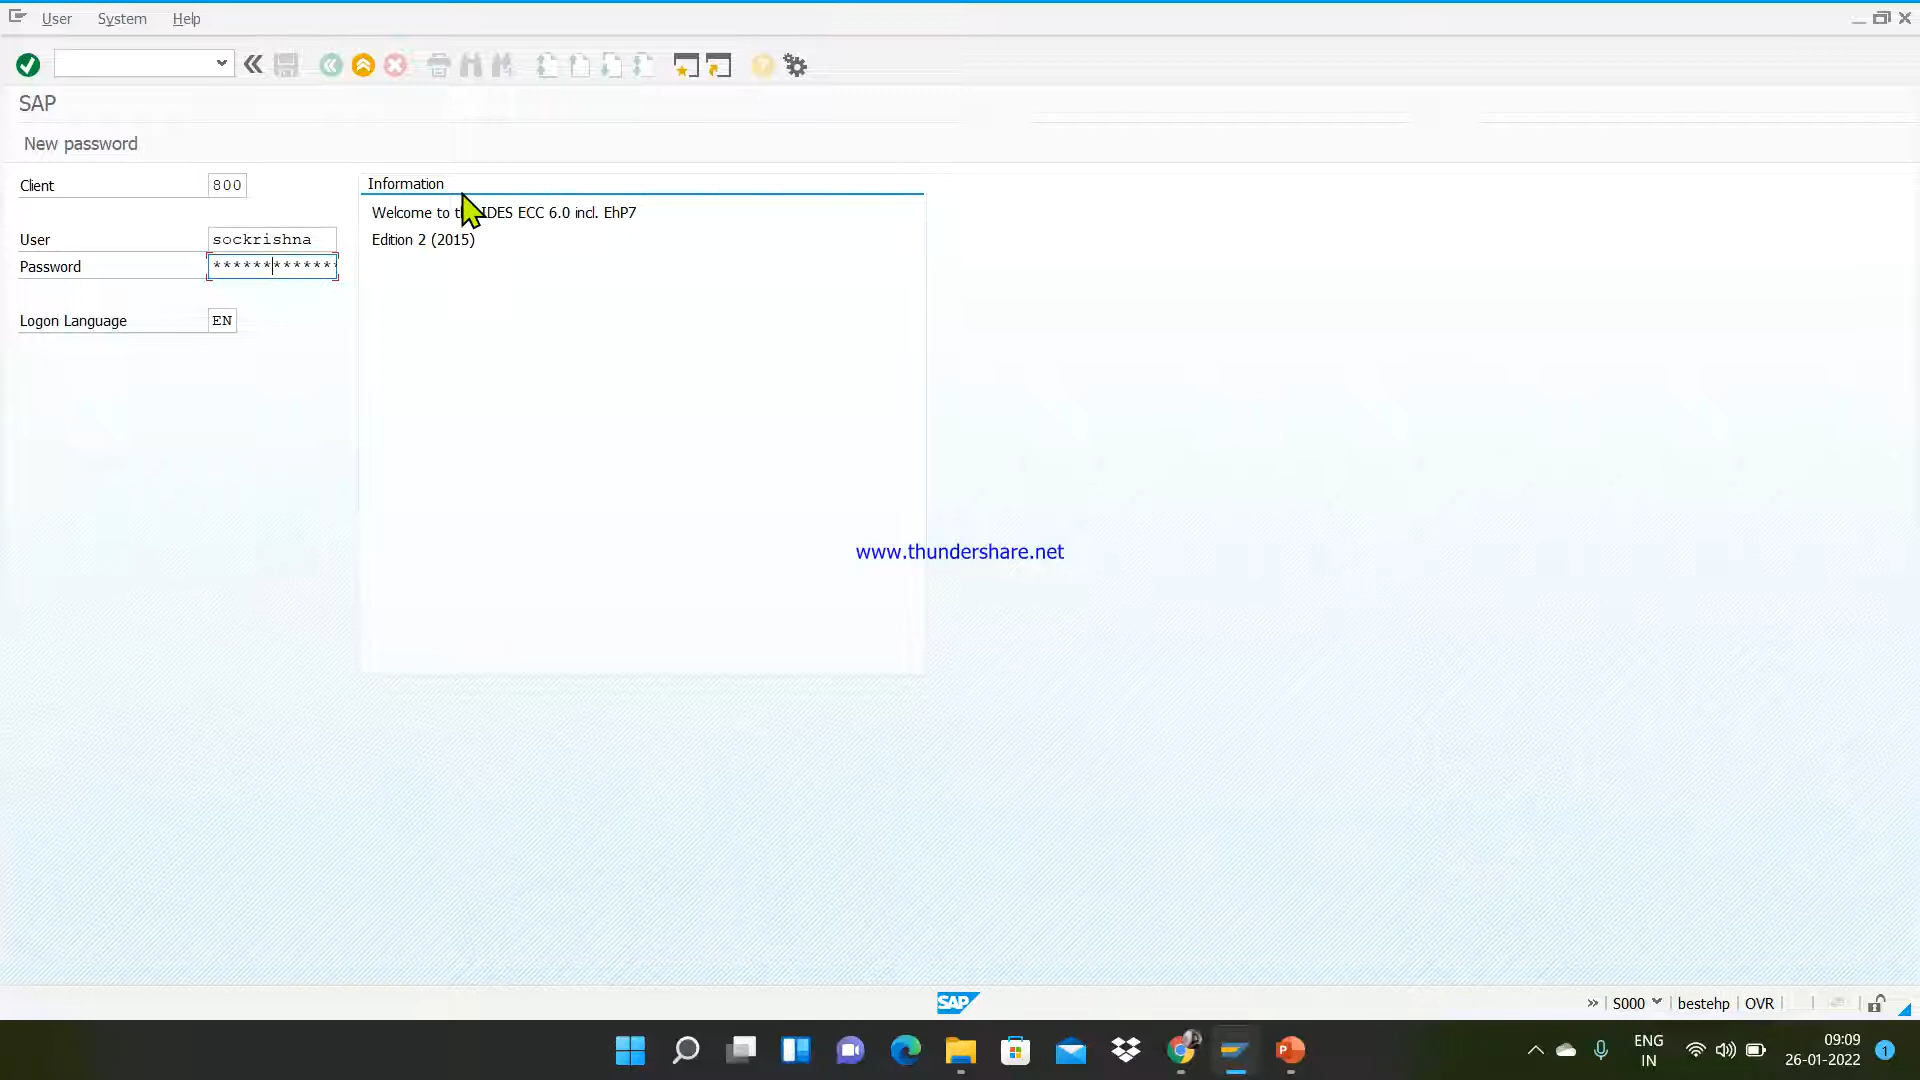 User System Help
SAP
New password
Client 800
Information
Welcome to t IDES ECC 6.0 incl. EhP7
User sockrishna
Edition 2 (2015)
Password *************
Logon Language EN
www.thundershare.net
SAP
» S000 bestehp OVR
ENG
IN
09:09
26-01-2022
1